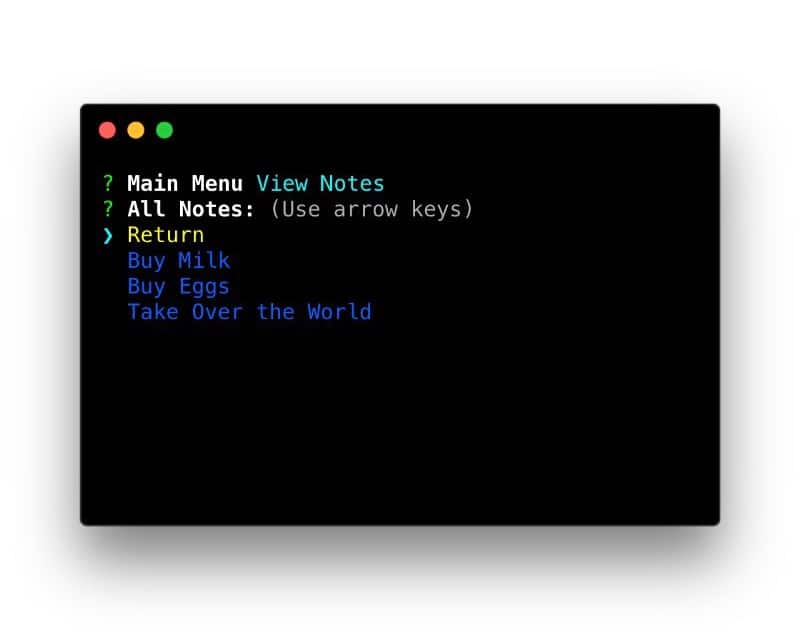 ? Main Menu View Notes
? All Notes: (Use arrow keys)
❯ Return
Buy Milk
Buy Eggs
Take Over the World